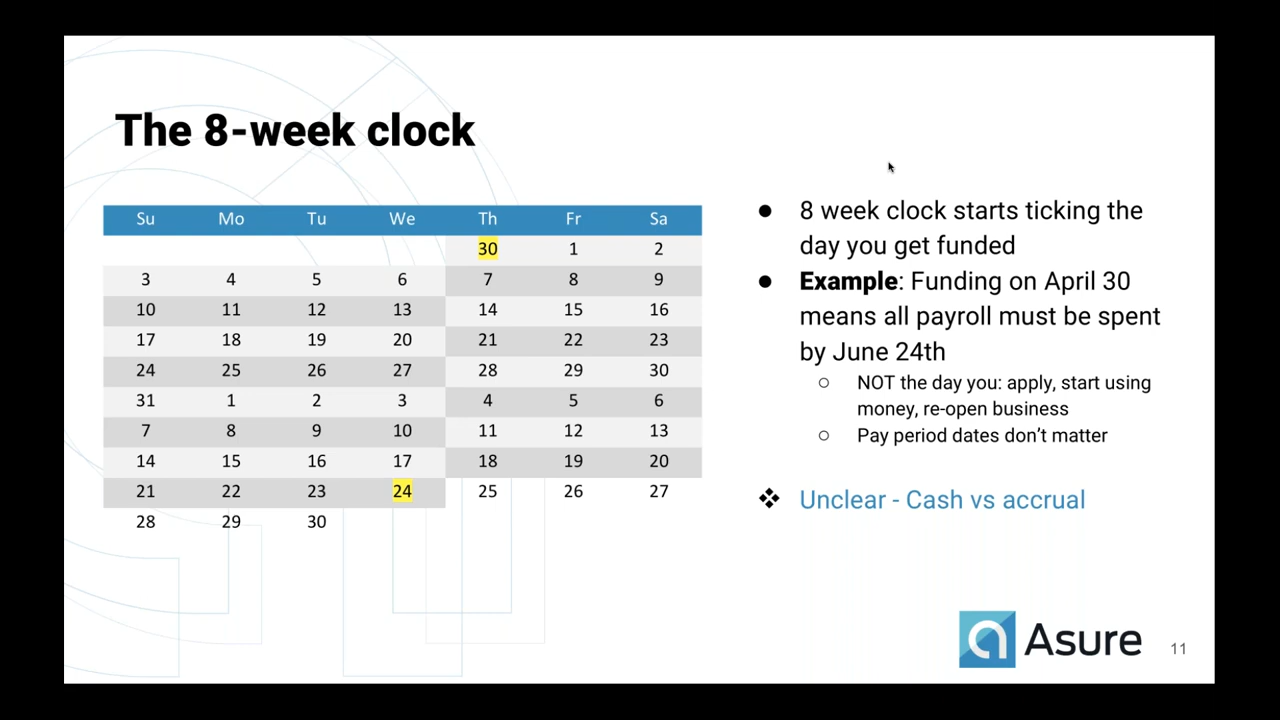 The 8-week clock
Su Mo Tu We Th Fr Sa
30 1 2
3 4 5 6 7 8 9
10 11 12 13 14 15 16
17 18 19 20 21 22 23
24 25 26 27 28 29 30
31 1 2 3 4 5 6
7 8 9 10 11 12 13
14 15 16 17 18 19 20
21 22 23 24 25 26 27
28 29 30
● 8 week clock starts ticking the
day you get funded
● Example: Funding on April 30
means all payroll must be spent
by June 24th
○ NOT the day you: apply, start using
money, re-open business
○ Pay period dates don’t matter
❖ Unclear - Cash vs accrual
Asure
11